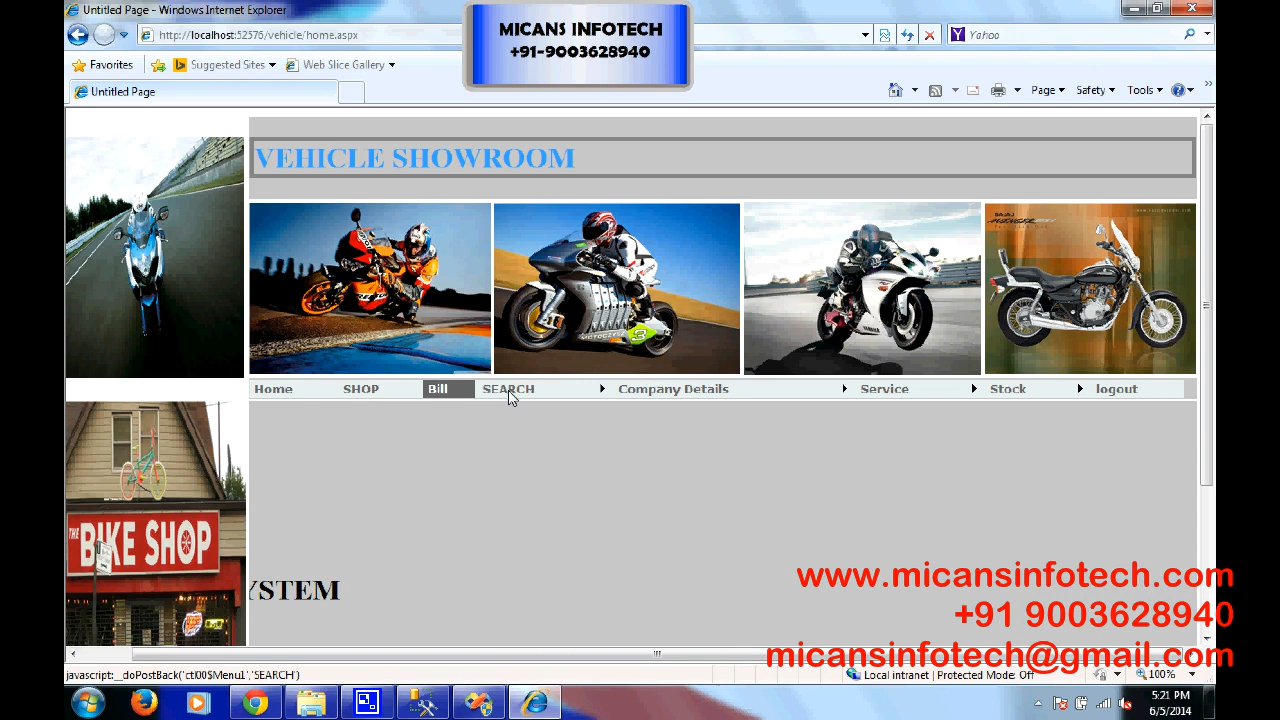 Untitled Page - Windows Internet Explorer
MICANS INFOTECH
+91-9003628940
http://localhost:52576/vehicle/home.aspx
Yahoo
Favorites
Suggested Sites
Web Slice Gallery
Untitled Page
Page
Safety
Tools
VEHICLE SHOWROOM
BAJAJ
Home
SHOP
Bill
SEARCH
Company Details
Service
Stock
logout
THE BIKE SHOP
YSTEM
www.micansinfotech.com
+91 9003628940
micansinfotech@gmail.com
javascript:__doPostBack('ctl00$Menu1','SEARCH')
Local intranet | Protected Mode: Off
100%
5:21 PM
6/5/2014